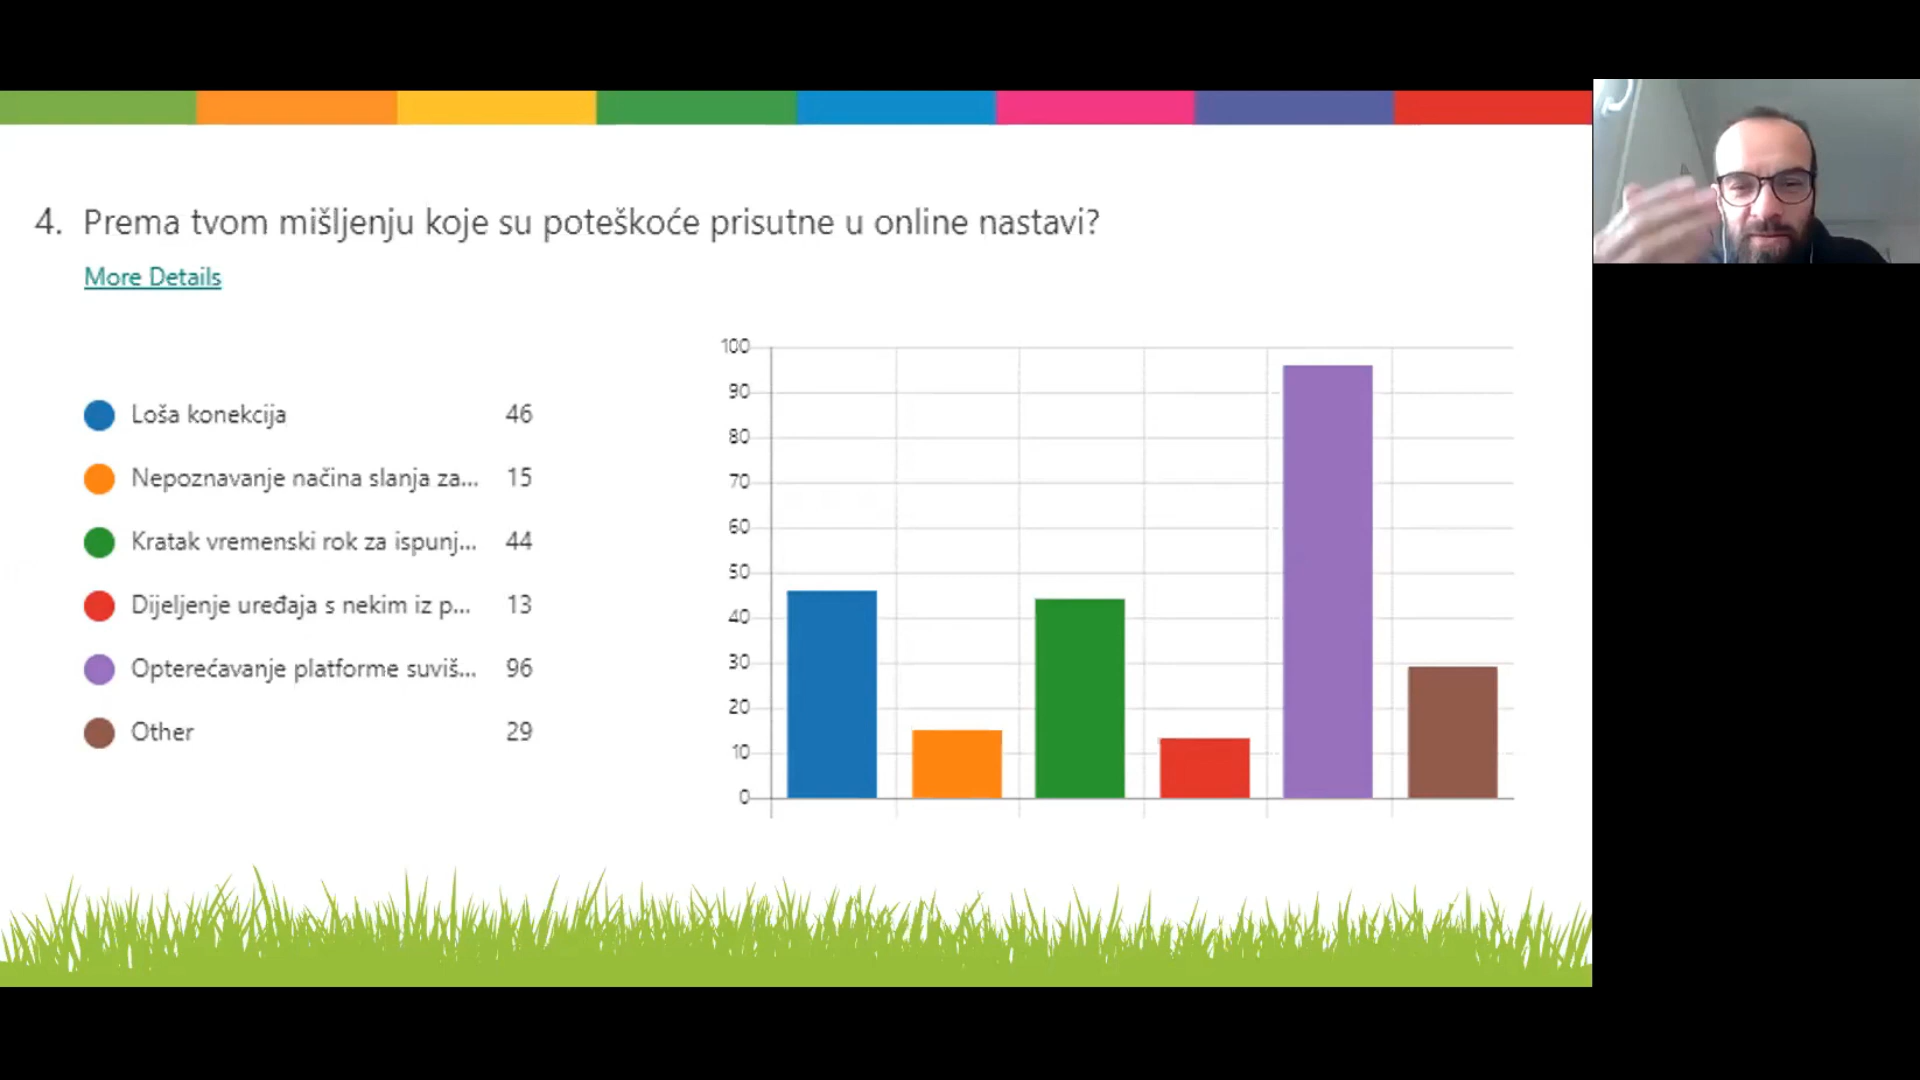 4. Prema tvom mišljenju koje su poteškoće prisutne u online nastavi?
More Details
Loša konekcija 46
Nepoznavanje načina slanja za... 15
Kratak vremenski rok za ispunj... 44
Dijeljenje uređaja s nekim iz p... 13
Opterećavanje platforme suviš... 96
Other 29
100
90
80
70
60
50
40
30
20
10
0